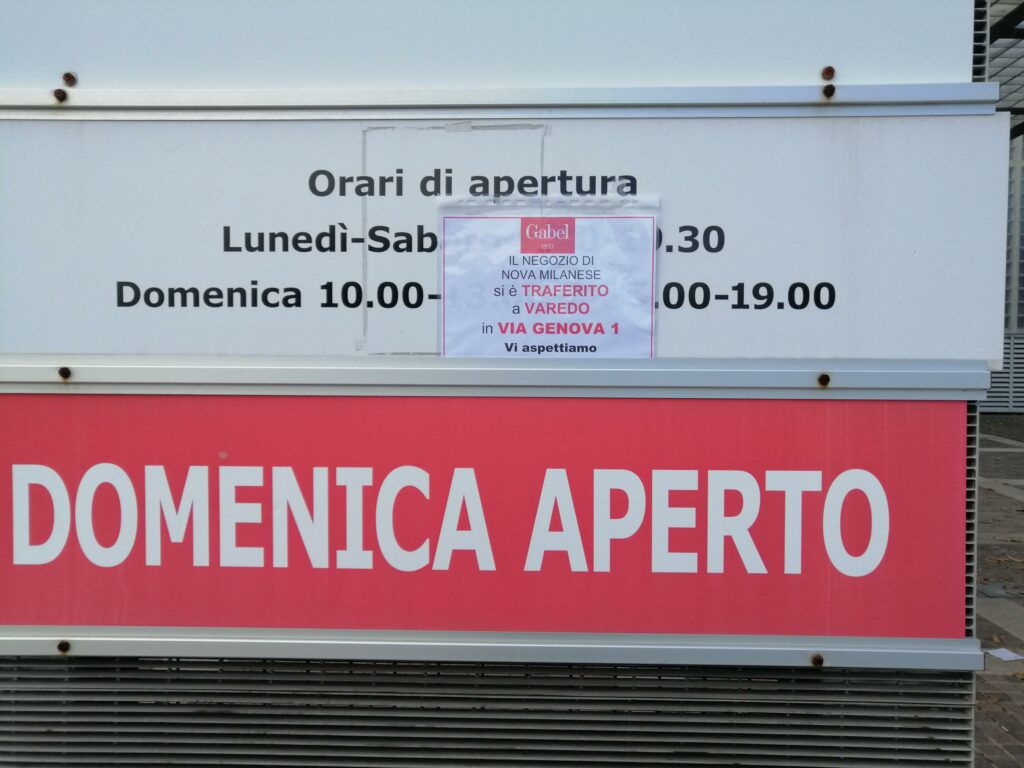 Orari di apertura
Lunedì-Sab 9.30
Domenica 10.00- .00-19.00
Gabel
1957
IL NEGOZIO DI
NOVA MILANESE
si è TRAFERITO
a VAREDO
in VIA GENOVA 1
Vi aspettiamo
DOMENICA APERTO